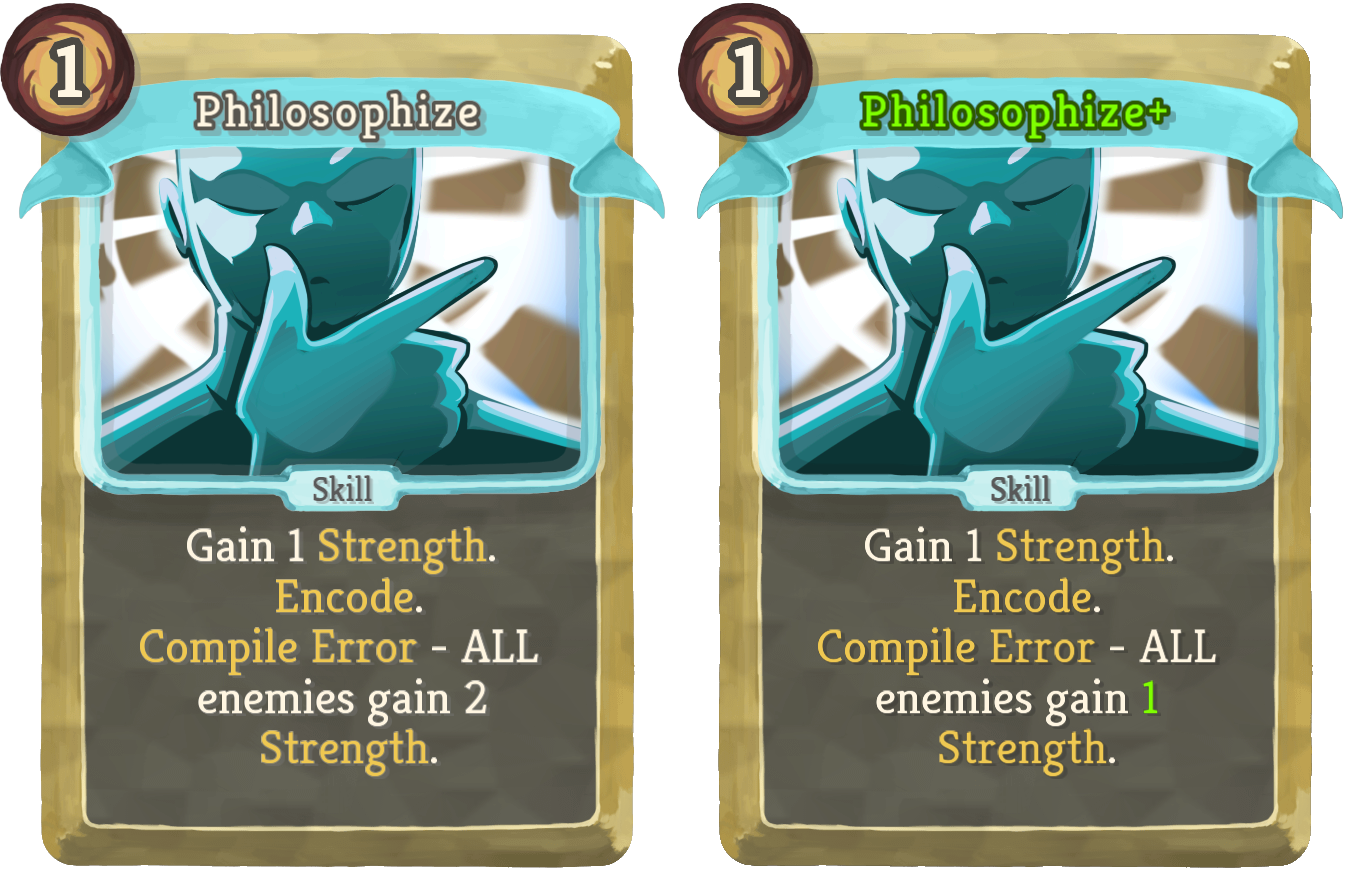 1
Philosophize
Skill
Gain 1 Strength.
Encode.
Compile Error - ALL
enemies gain 2
Strength.
1
Philosophize+
Skill
Gain 1 Strength.
Encode.
Compile Error - ALL
enemies gain 1
Strength.